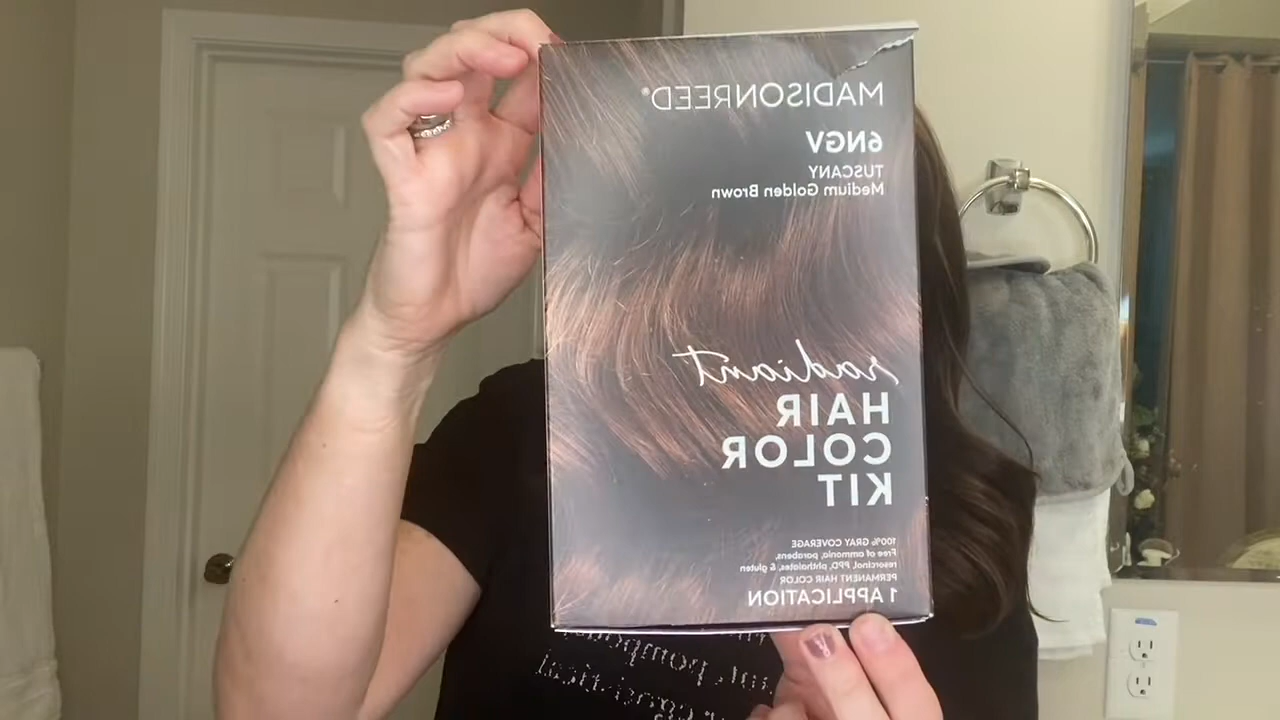 MADISONREED®
6NGV
TUSCANY
Medium Golden Brown
radiant
HAIR
COLOR
KIT
100% GRAY COVERAGE
Free of ammonia, parabens,
resorcinol, PPD, phthalates, & gluten
PERMANENT HAIR COLOR
1 APPLICATION